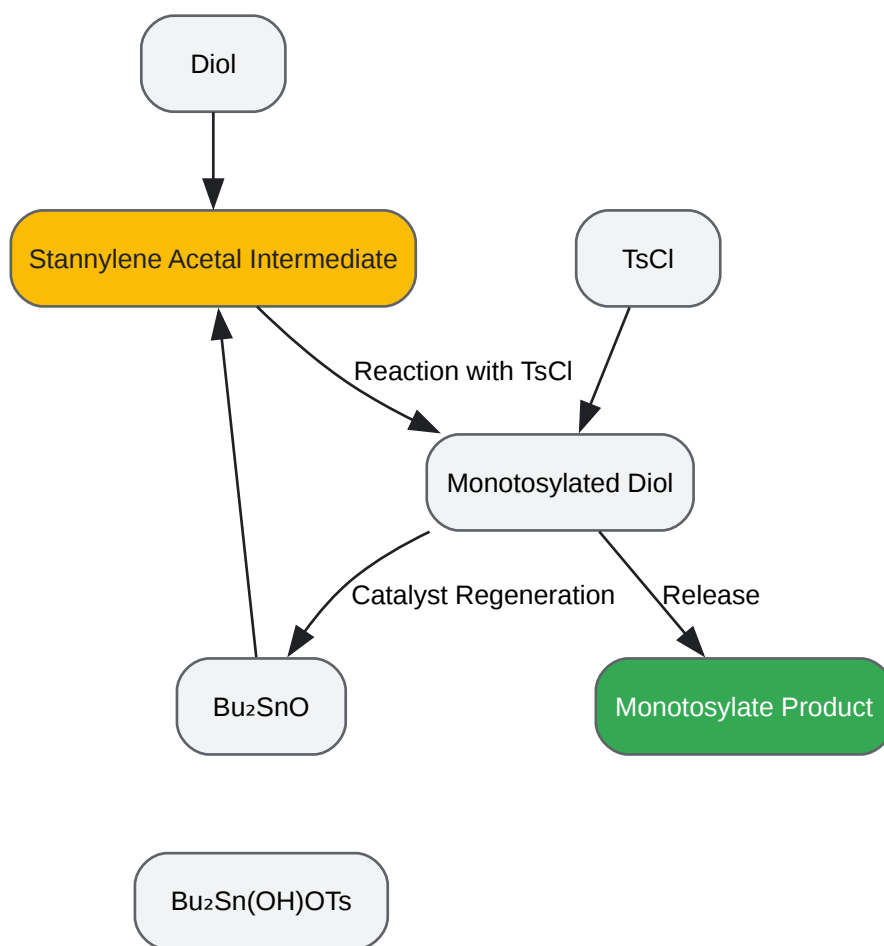 Diol
Stannylene Acetal Intermediate
TsCl
Reaction with TsCl
Monotosylated Diol
Catalyst Regeneration
Release
Bu₂SnO
Monotosylate Product
Bu₂Sn(OH)OTs